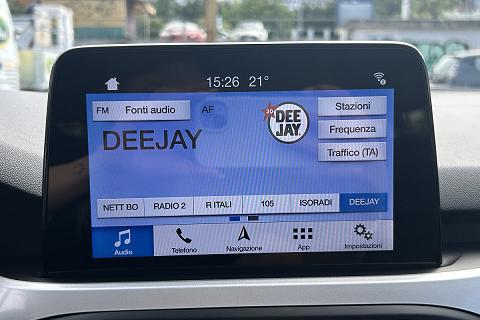 15:26 21°
FM Fonti audio AF
Stazioni
30 DEE JAY
DEEJAY
Frequenza
Traffico (TA)
NETT BO RADIO 2 R ITALI 105 ISORADI DEEJAY
Audio Telefono Navigazione App Impostazioni